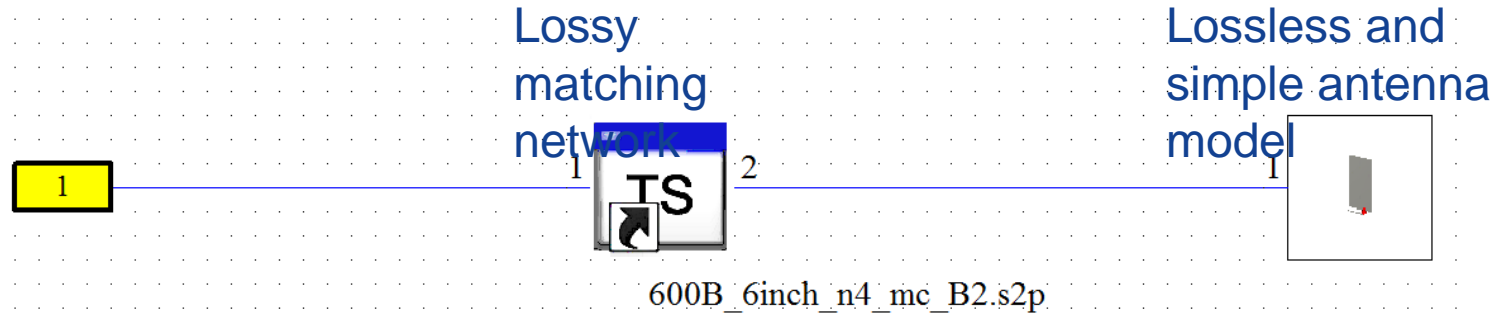 Lossy
matching
network
Lossless and
simple antenna
model
1
1
TS
2
1
600B_6inch_n4_mc_B2.s2p